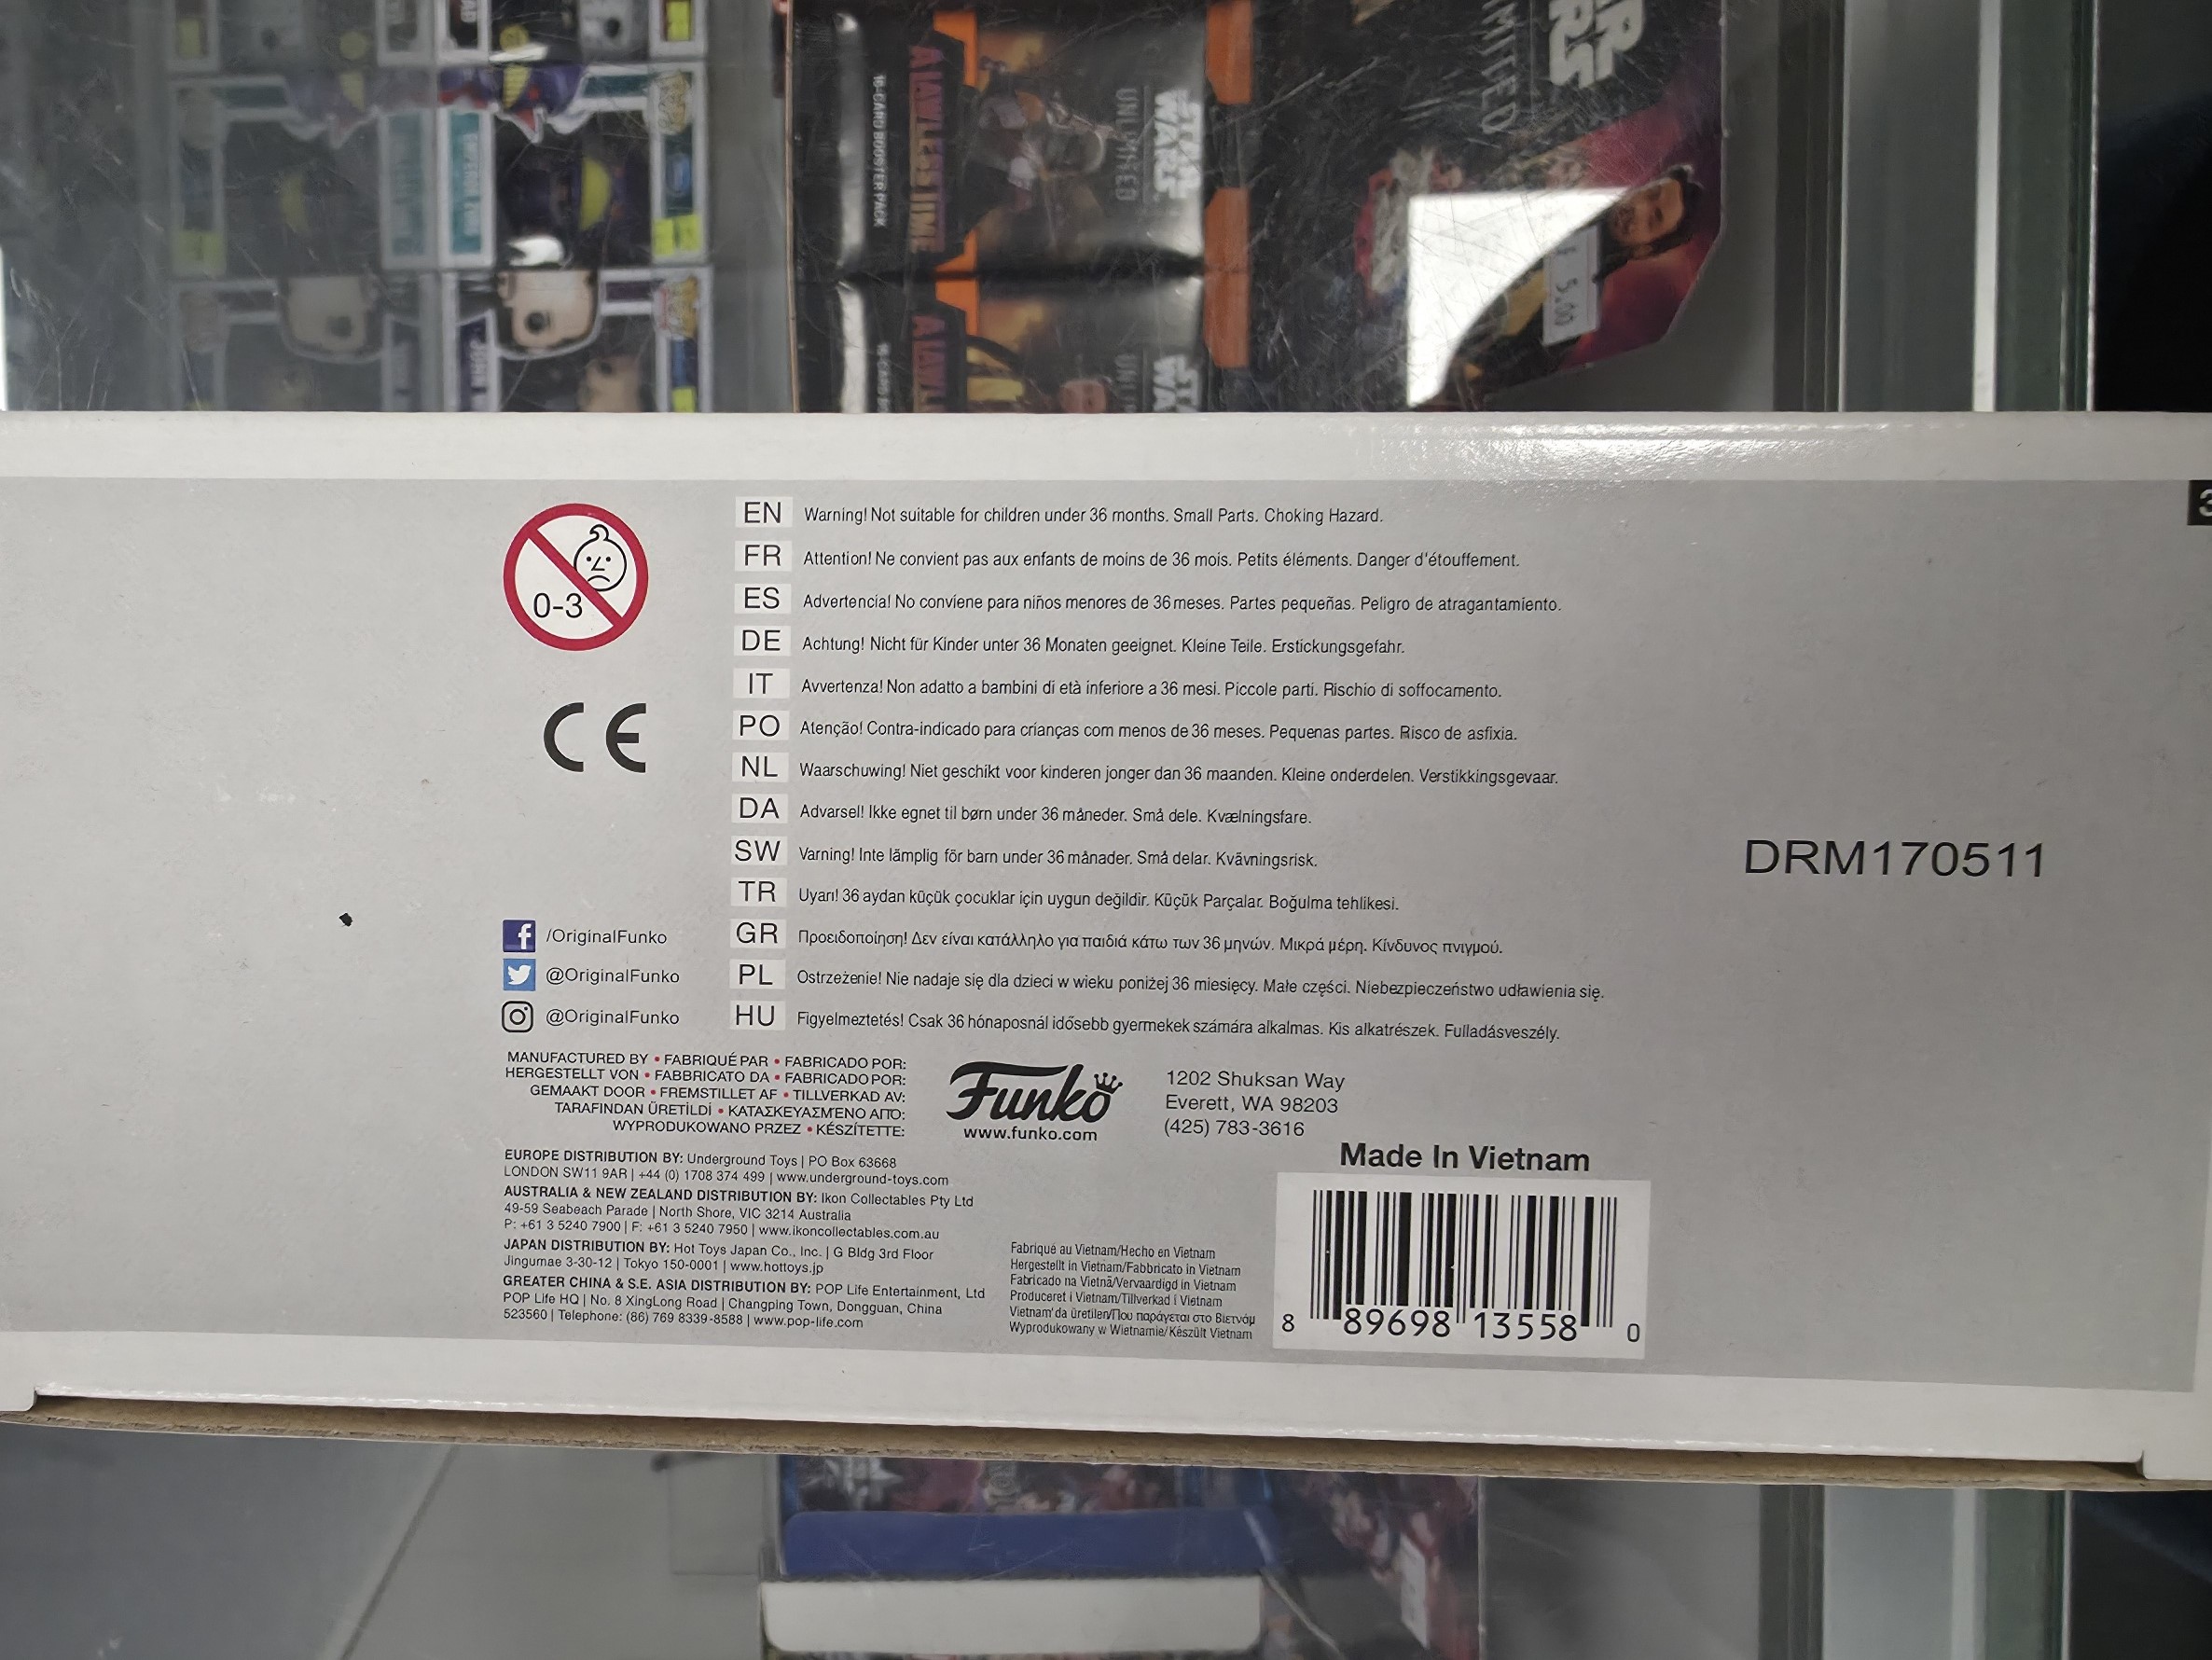 16-CARD BOOSTER PACK
STAR WARS
UNLIMITED
5.00
0-3
CE
EN Warning! Not suitable for children under 36 months. Small Parts. Choking Hazard.
FR Attention! Ne convient pas aux enfants de moins de 36 mois. Petits éléments. Danger d'étouffement.
ES Advertencia! No conviene para niños menores de 36 meses. Partes pequeñas. Peligro de atragantamiento.
DE Achtung! Nicht für Kinder unter 36 Monaten geeignet. Kleine Teile. Erstickungsgefahr.
IT Avvertenza! Non adatto a bambini di età inferiore a 36 mesi. Piccole parti. Rischio di soffocamento.
PO Atenção! Contra-indicado para crianças com menos de 36 meses. Pequenas partes. Risco de asfixia.
NL Waarschuwing! Niet geschikt voor kinderen jonger dan 36 maanden. Kleine onderdelen. Verstikkingsgevaar.
DA Advarsel! Ikke egnet til børn under 36 måneder. Små dele. Kvælningsfare.
SW Varning! Inte lämplig för barn under 36 månader. Små delar. Kvävningsrisk.
TR Uyarı! 36 aydan küçük çocuklar için uygun değildir. Küçük Parçalar. Boğulma tehlikesi.
GR Προειδοποίηση! Δεν είναι κατάλληλο για παιδιά κάτω των 36 μηνών. Μικρά μέρη. Κίνδυνος πνιγμού.
PL Ostrzeżenie! Nie nadaje się dla dzieci w wieku poniżej 36 miesięcy. Małe części. Niebezpieczeństwo udławienia się.
HU Figyelmeztetés! Csak 36 hónaposnál idősebb gyermekek számára alkalmas. Kis alkatrészek. Fulladásveszély.
DRM170511
/OriginalFunko
@OriginalFunko
@OriginalFunko
MANUFACTURED BY • FABRIQUÉ PAR • FABRICADO POR:
HERGESTELLT VON • FABBRICATO DA • FABRICADO POR:
GEMAAKT DOOR • FREMSTILLET AF • TILLVERKAD AV:
TARAFINDAN ÜRETİLDİ • ΚΑΤΑΣΚΕΥΑΣΜΈΝΟ ΑΠΌ:
WYPRODUKOWANO PRZEZ • KÉSZÍTETTE:
Funko
www.funko.com
1202 Shuksan Way
Everett, WA 98203
(425) 783-3616
EUROPE DISTRIBUTION BY: Underground Toys | PO Box 63668
LONDON SW11 9AR | +44 (0) 1708 374 499 | www.underground-toys.com
AUSTRALIA & NEW ZEALAND DISTRIBUTION BY: Ikon Collectables Pty Ltd
49-59 Seabeach Parade | North Shore, VIC 3214 Australia
P: +61 3 5240 7900 | F: +61 3 5240 7950 | www.ikoncollectables.com.au
JAPAN DISTRIBUTION BY: Hot Toys Japan Co., Inc. | G Bldg 3rd Floor
Jingumae 3-30-12 | Tokyo 150-0001 | www.hottoys.jp
GREATER CHINA & S.E. ASIA DISTRIBUTION BY: POP Life Entertainment, Ltd
POP Life HQ | No. 8 XingLong Road | Changping Town, Dongguan, China
523560 | Telephone: (86) 769 8339-8588 | www.pop-life.com
Fabriqué au Vietnam/Hecho en Vietnam
Hergestellt in Vietnam/Fabbricato in Vietnam
Fabricado na Vietnã/Vervaardigd in Vietnam
Produceret i Vietnam/Tillverkad i Vietnam
Vietnam'da üretilen/Που παράγεται στο Βιετνάμ
Wyprodukowany w Wietnamie/Készült Vietnam
Made In Vietnam
8 89698 13558 0